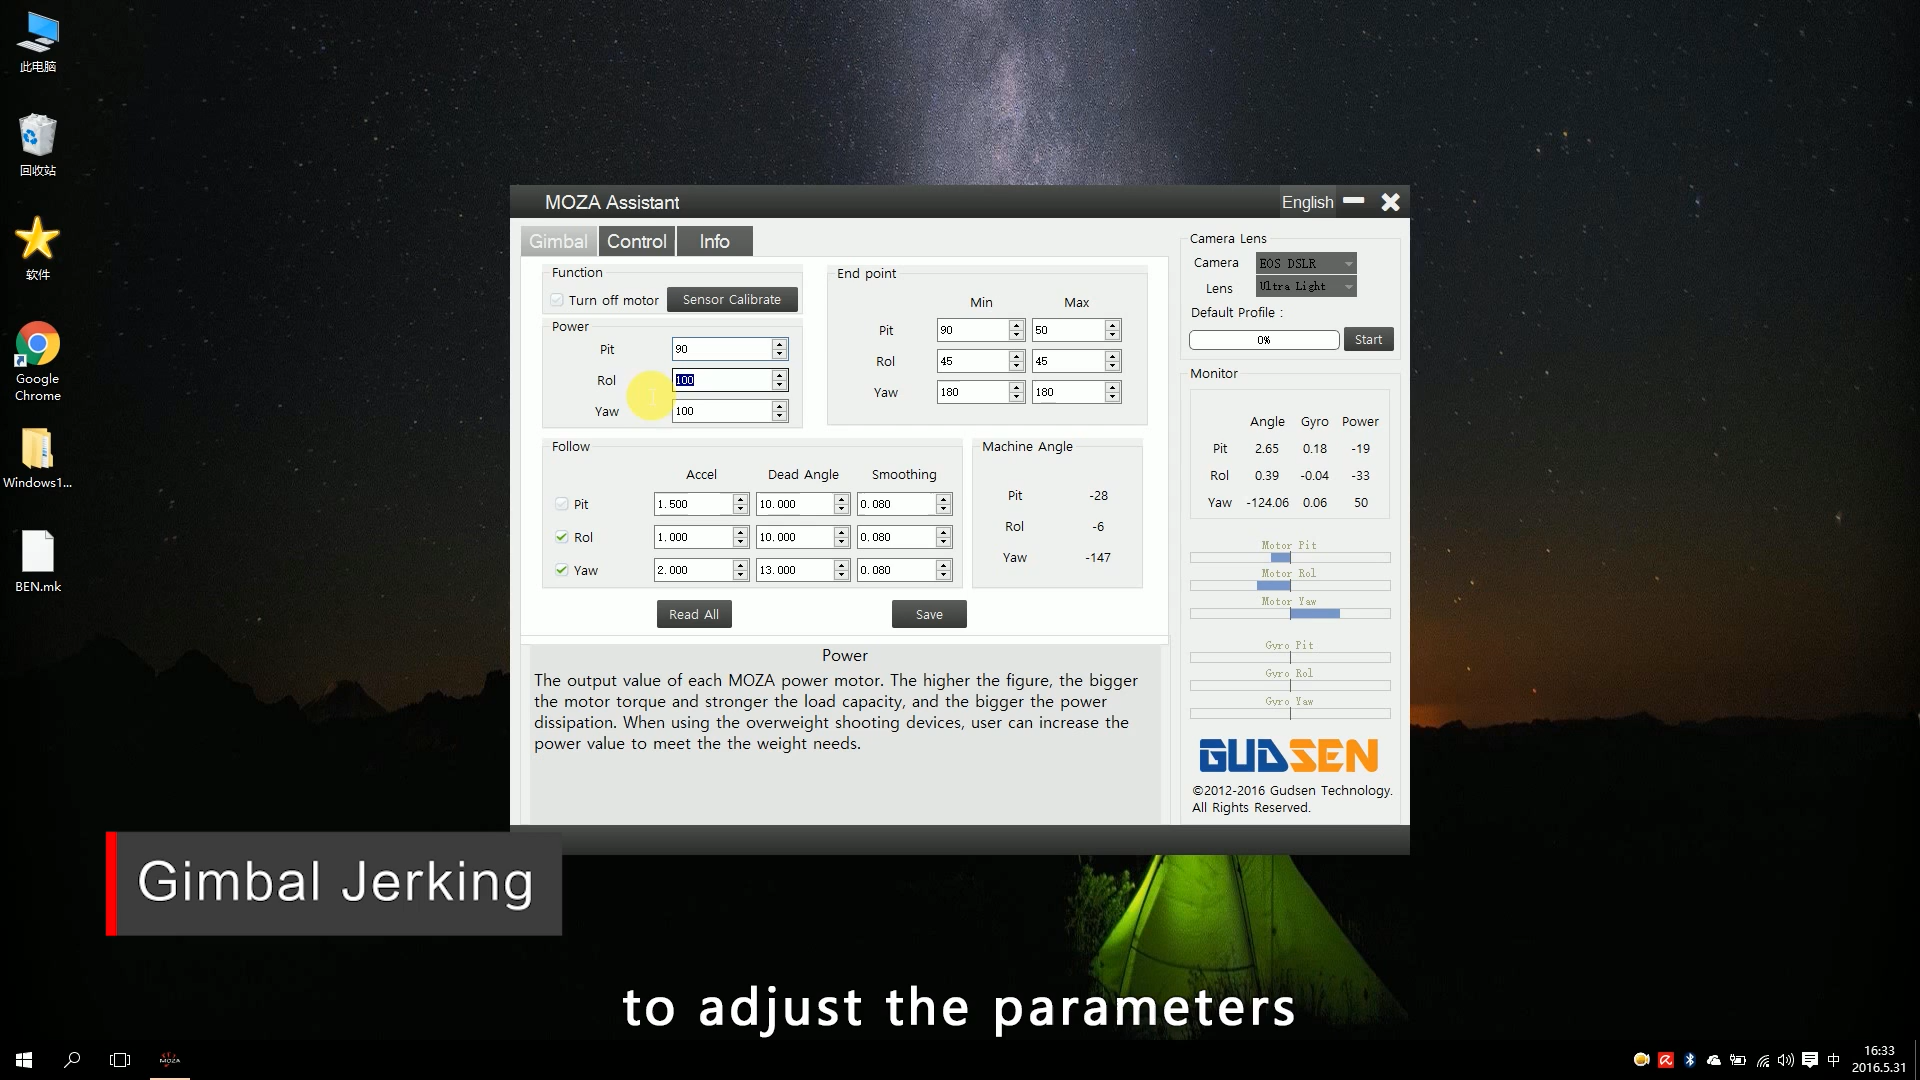 此电脑
回收站
软件
Google
Chrome
Windows1...
BEN.mk
MOZA Assistant
English
Gimbal
Control
Info
Function
Turn off motor
Sensor Calibrate
Power
Pit 90
Rol 100
Yaw 100
End point
Min Max
Pit 90 50
Rol 45 45
Yaw 180 180
Follow
Accel Dead Angle Smoothing
Pit 1.500 10.000 0.080
Rol 1.000 10.000 0.080
Yaw 2.000 13.000 0.080
Machine Angle
Pit -28
Rol -6
Yaw -147
Read All
Save
Power
The output value of each MOZA power motor. The higher the figure, the bigger
the motor torque and stronger the load capacity, and the bigger the power
dissipation. When using the overweight shooting devices, user can increase the
power value to meet the the weight needs.
Camera Lens
Camera EOS DSLR
Lens Ultra Light
Default Profile :
0%
Start
Monitor
Angle Gyro Power
Pit 2.65 0.18 -19
Rol 0.39 -0.04 -33
Yaw -124.06 0.06 50
Motor Pit
Motor Rol
Motor Yaw
Gyro Pit
Gyro Rol
Gyro Yaw
GUDSEN
©2012-2016 Gudsen Technology.
All Rights Reserved.
Gimbal Jerking
to adjust the parameters
MOZA
中
16:33
2016.5.31